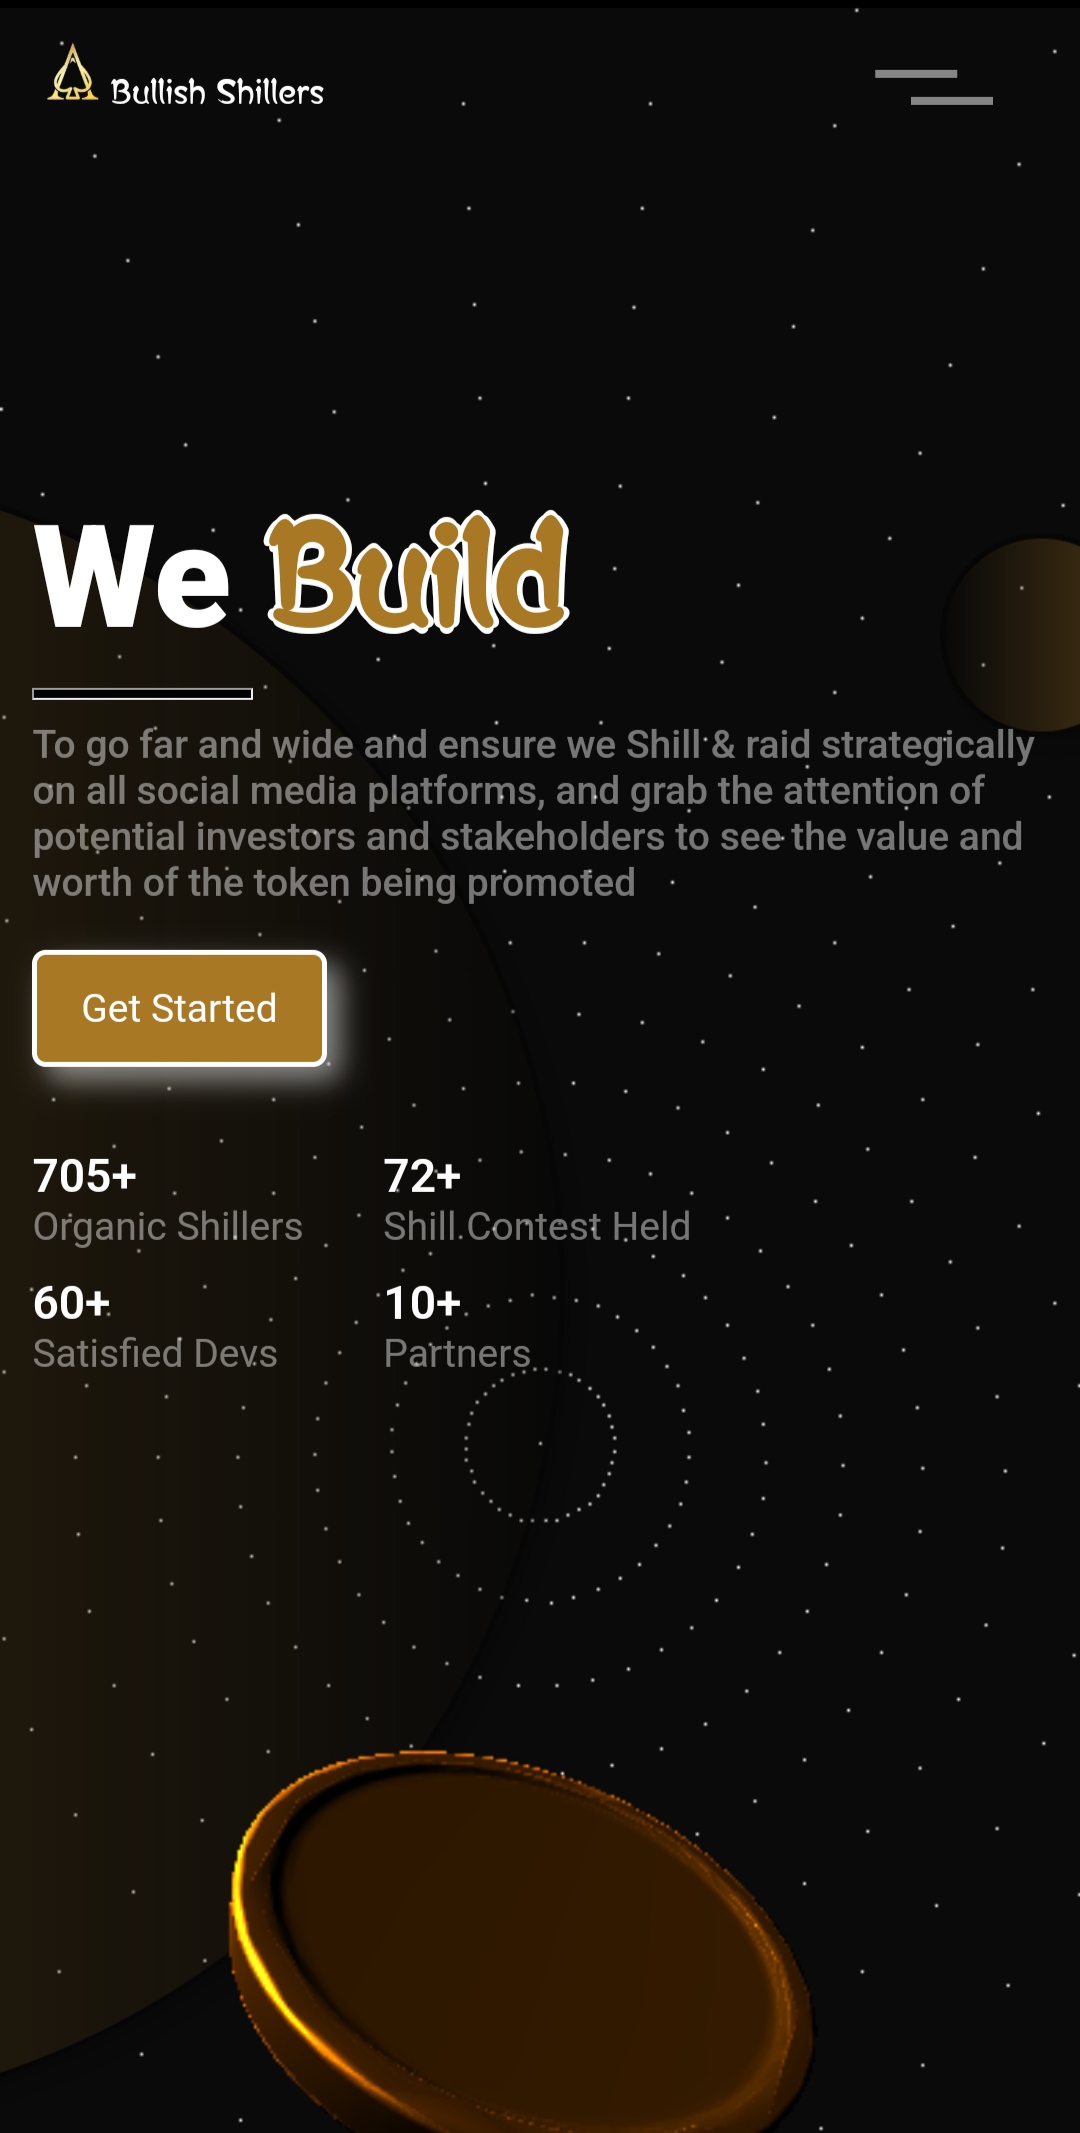 Bullish Shillers
We Build
To go far and wide and ensure we Shill & raid strategically
on all social media platforms, and grab the attention of
potential investors and stakeholders to see the value and
worth of the token being promoted
Get Started
705+
Organic Shillers
72+
Shill Contest Held
60+
Satisfied Devs
10+
Partners